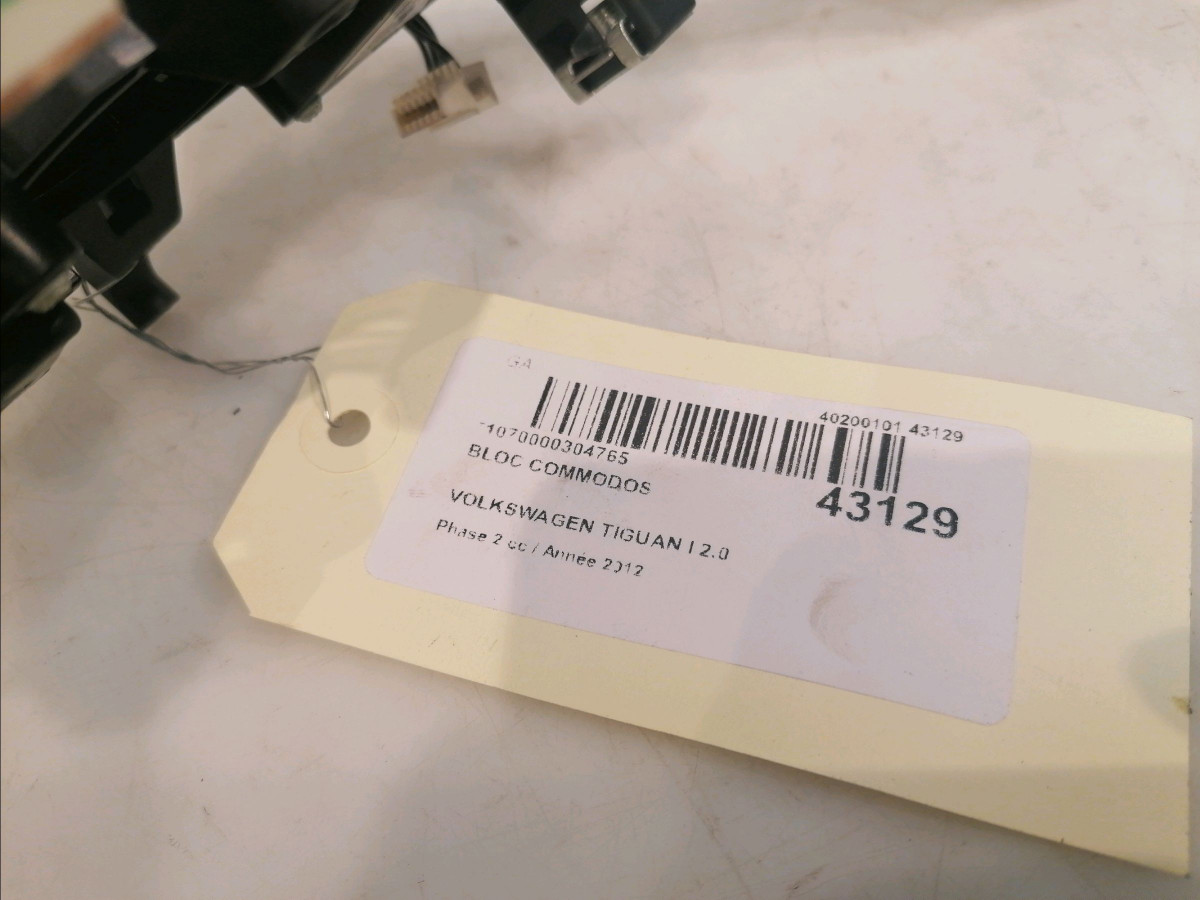 GA
40200101 43129
1070000304765
BLOC COMMODOS
43129
VOLKSWAGEN TIGUAN I 2.0
Phase 2 cc / Année 2012